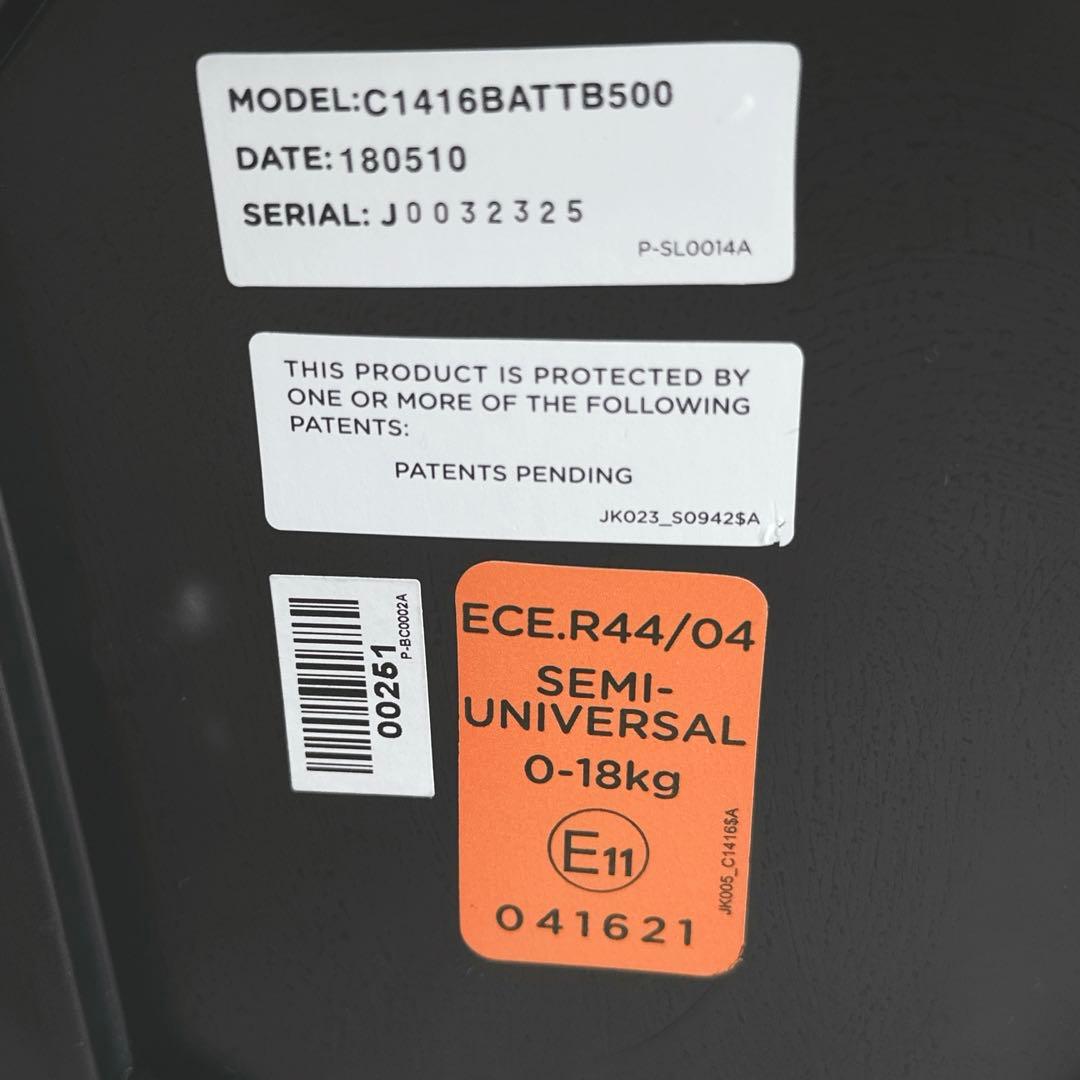 MODEL:C1416BATTB500
DATE:180510
SERIAL: J0032325
P-SL0014A
THIS PRODUCT IS PROTECTED BY
ONE OR MORE OF THE FOLLOWING
PATENTS:
PATENTS PENDING
JK023_S0942$A
00251
P-BC0002A
ECE.R44/04
SEMI-
UNIVERSAL
0-18kg
E11
041621
JK005_C1416$A